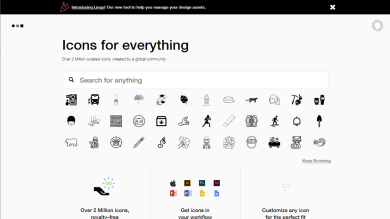 Introducing Lingo! Our new tool to help you manage your design assets.
Icons for everything
Over 2 Million curated icons, created by a global community.
Search for anything
Keep Browsing
Over 2 Million icons,
royalty-free
Get icons in
your workflow
Customize any icon
for the perfect fit